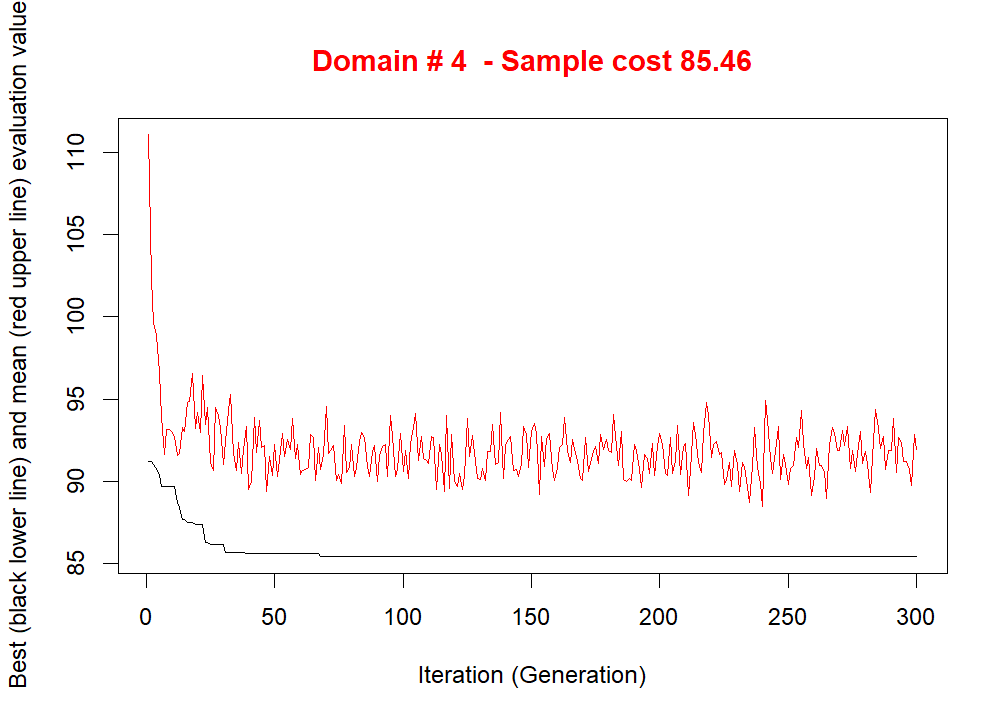 Domain # 4  - Sample cost 85.46
Best (black lower line) and mean (red upper line) evaluation value
110
105
100
95
90
85
0 50 100 150 200 250 300
Iteration (Generation)